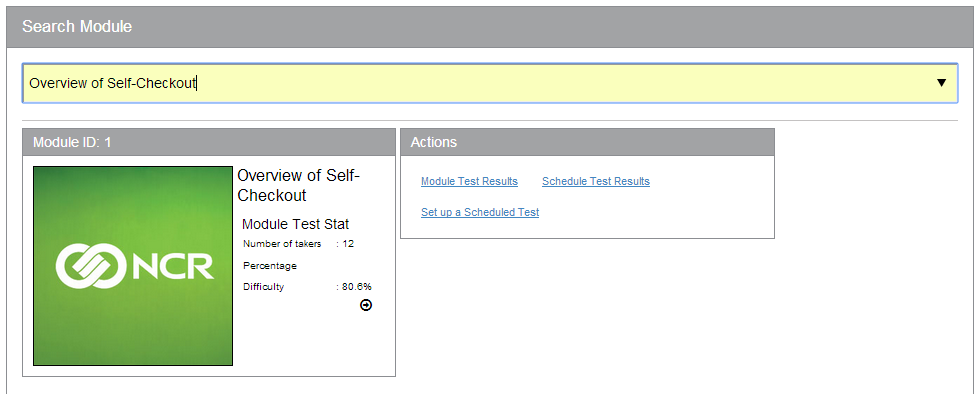 Search Module
Overview of Self-Checkout
Module ID: 1
NCR
Overview of Self-
Checkout
Module Test Stat
Number of takers : 12
Percentage
Difficulty : 80.6%
Actions
Module Test Results Schedule Test Results
Set up a Scheduled Test